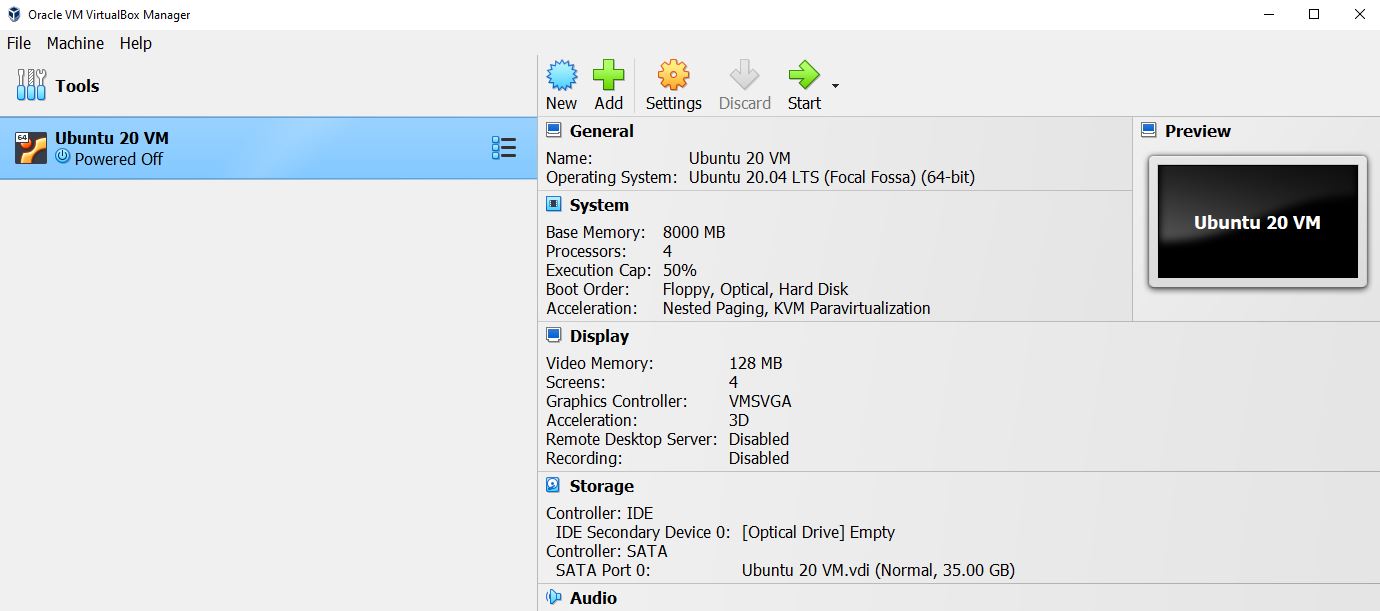 Oracle VM VirtualBox Manager
File Machine Help
Tools
New Add Settings Discard Start
64
Ubuntu 20 VM
Powered Off
General
Name: Ubuntu 20 VM
Operating System: Ubuntu 20.04 LTS (Focal Fossa) (64-bit)
Preview
Ubuntu 20 VM
System
Base Memory: 8000 MB
Processors: 4
Execution Cap: 50%
Boot Order: Floppy, Optical, Hard Disk
Acceleration: Nested Paging, KVM Paravirtualization
Display
Video Memory: 128 MB
Screens: 4
Graphics Controller: VMSVGA
Acceleration: 3D
Remote Desktop Server: Disabled
Recording: Disabled
Storage
Controller: IDE
IDE Secondary Device 0: [Optical Drive] Empty
Controller: SATA
SATA Port 0: Ubuntu 20 VM.vdi (Normal, 35.00 GB)
Audio